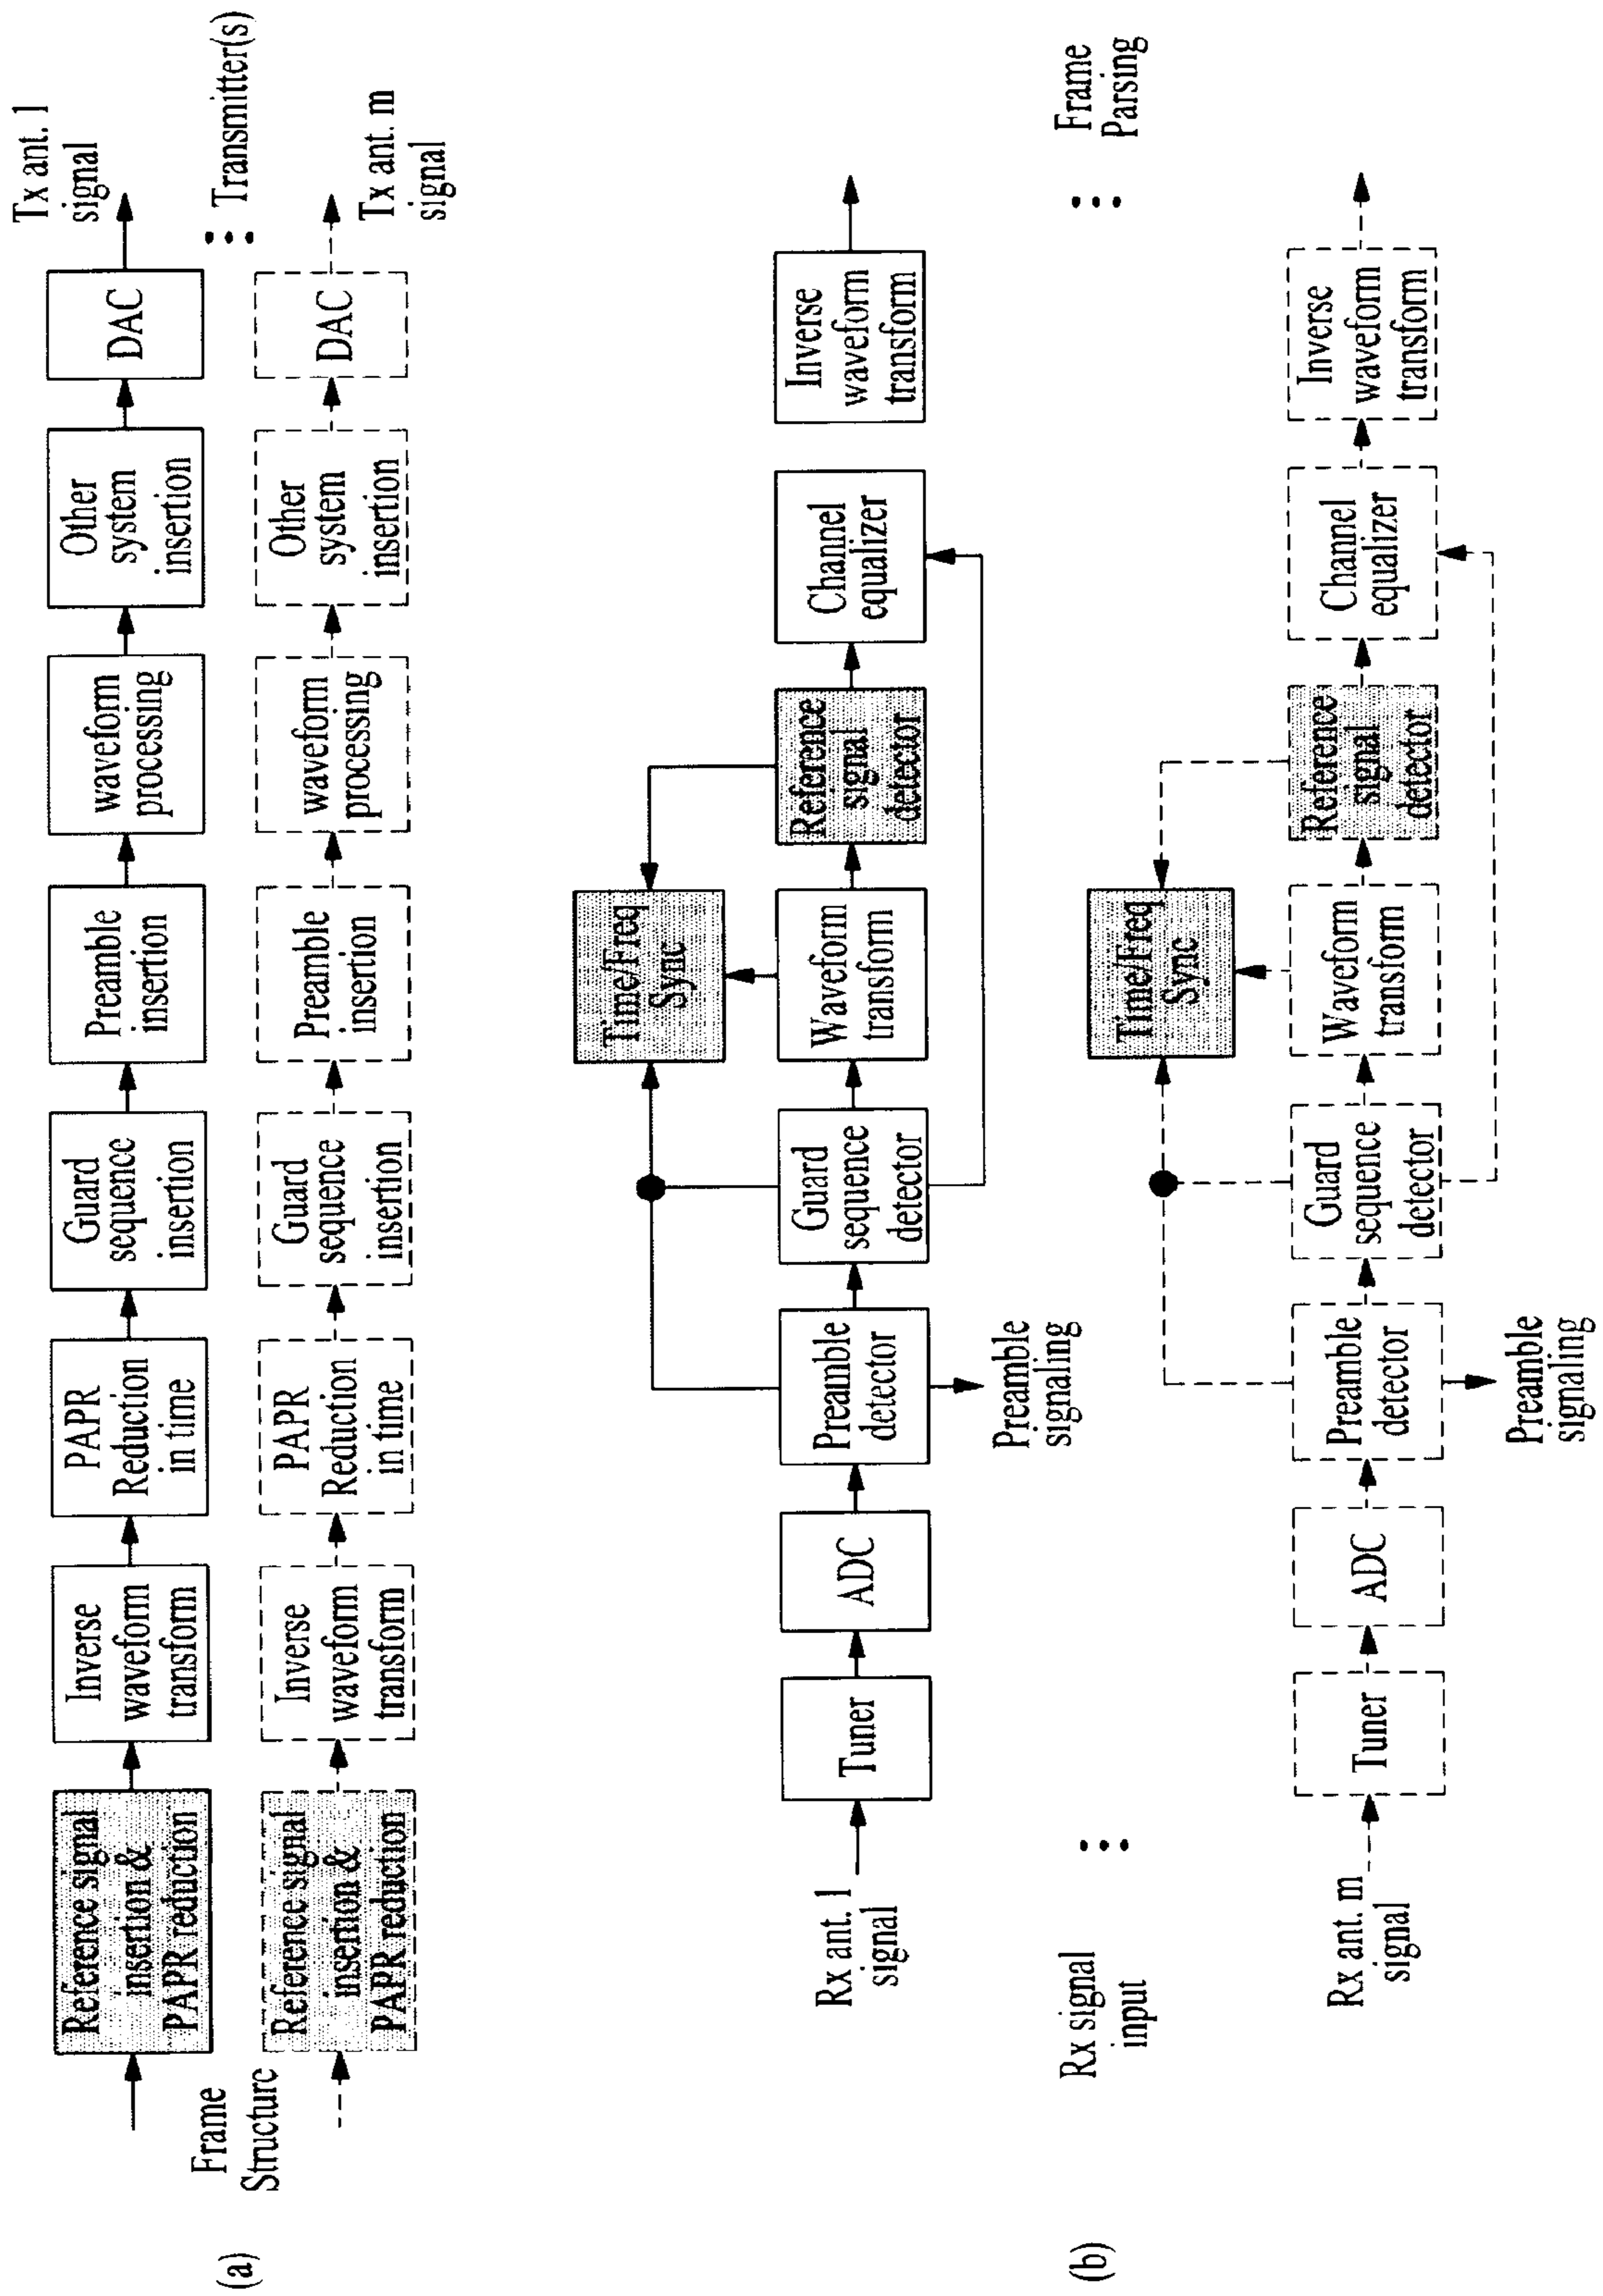 (a)
Frame
Structure
Reference signal
insertion &
PAPR reduction
Inverse
waveform
transform
PAPR
Reduction
in time
Guard
sequence
insertion
Preamble
insertion
waveform
processing
Other
system
insertion
DAC
Tx ant. 1
signal
Transmitter(s)
Reference signal
insertion &
PAPR reduction
Inverse
waveform
transform
PAPR
Reduction
in time
Guard
sequence
insertion
Preamble
insertion
waveform
processing
Other
system
insertion
DAC
Tx ant. m
signal
(b)
Rx signal
input
Rx ant. 1
signal
Tuner
ADC
Preamble
detector
Preamble
signaling
Guard
sequence
detector
Time/Freq
Sync
Waveform
transform
Reference
signal
detector
Channel
equalizer
Inverse
waveform
transform
Frame
Parsing
Rx ant. m
signal
Tuner
ADC
Preamble
detector
Preamble
signaling
Guard
sequence
detector
Time/Freq
Sync
Waveform
transform
Reference
signal
detector
Channel
equalizer
Inverse
waveform
transform